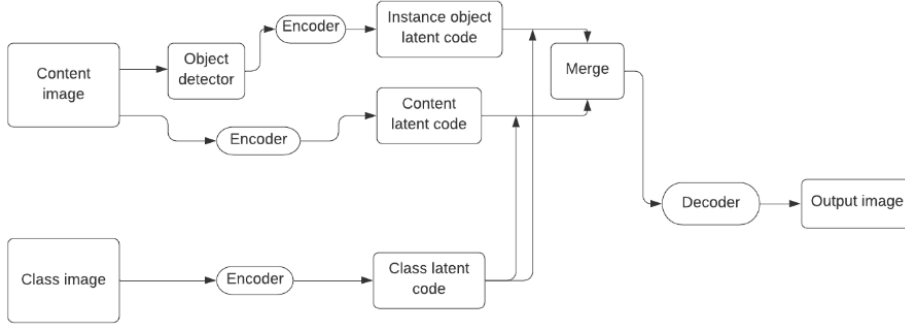 Encoder
Instance object
latent code
Content
image
Object
detector
Merge
Content
latent code
Encoder
Decoder
Output image
Class image
Encoder
Class latent
code